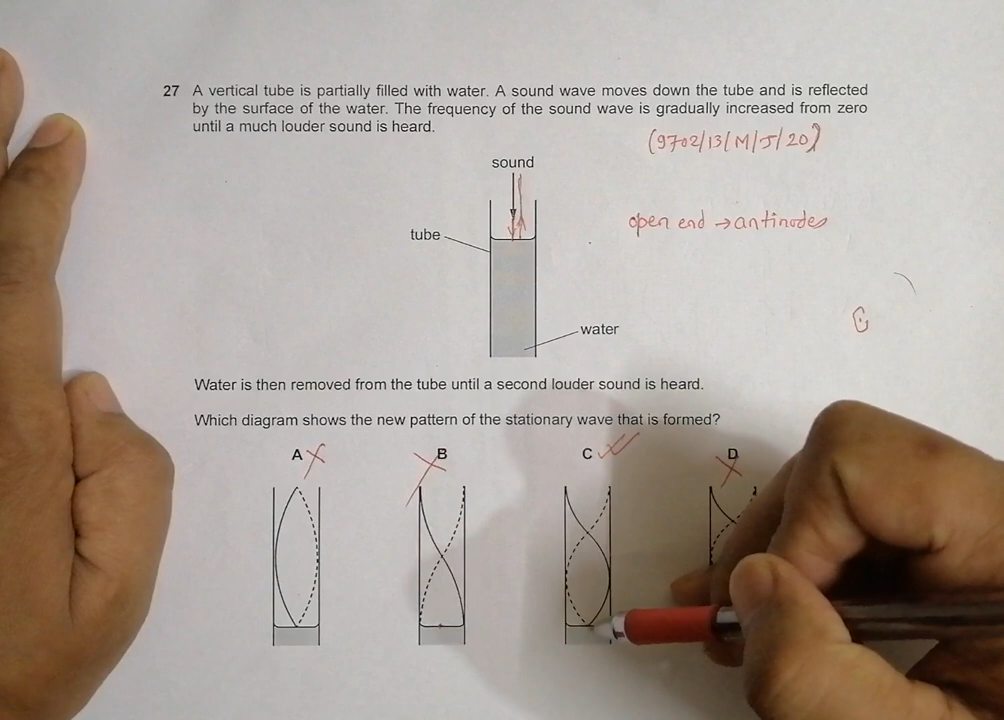 27 A vertical tube is partially filled with water. A sound wave moves down the tube and is reflected
by the surface of the water. The frequency of the sound wave is gradually increased from zero
until a much louder sound is heard.
(9702/13/M/J/20)
sound
open end → antinodes
tube
water
Water is then removed from the tube until a second louder sound is heard.
Which diagram shows the new pattern of the stationary wave that is formed?
A B C D